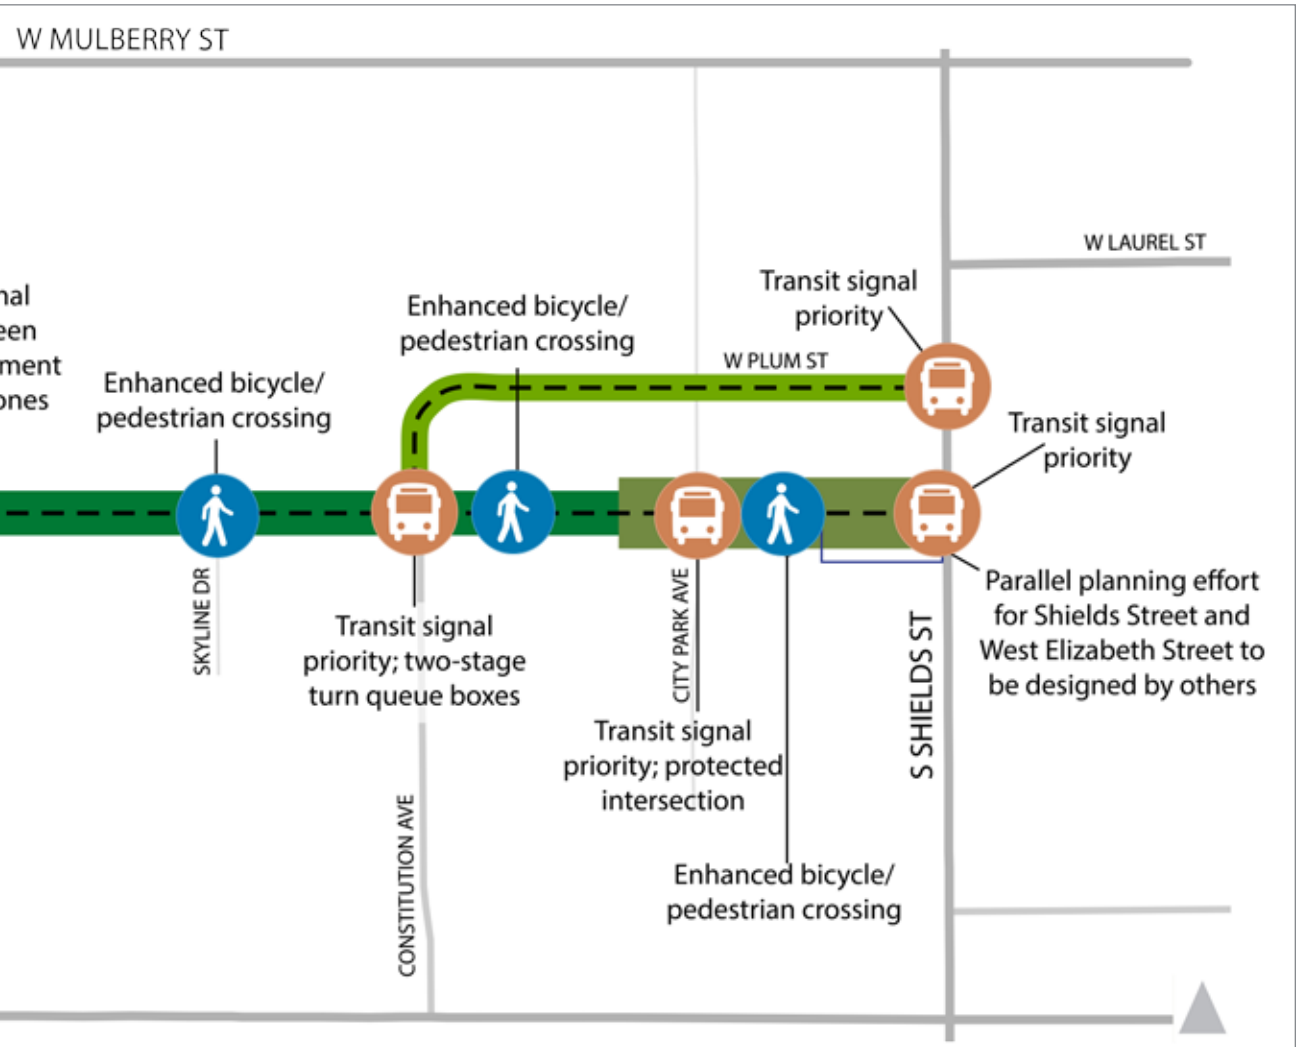 W MULBERRY ST
W LAUREL ST
Transit signal
priority
Enhanced bicycle/
pedestrian crossing
W PLUM ST
Enhanced bicycle/
pedestrian crossing
ones
Transit signal
priority
SKYLINE DR
CITY PARK AVE
Transit signal
priority; two-stage
turn queue boxes
Parallel planning effort
for Shields Street and
West Elizabeth Street to
be designed by others
S SHIELDS ST
Transit signal
priority; protected
intersection
CONSTITUTION AVE
Enhanced bicycle/
pedestrian crossing